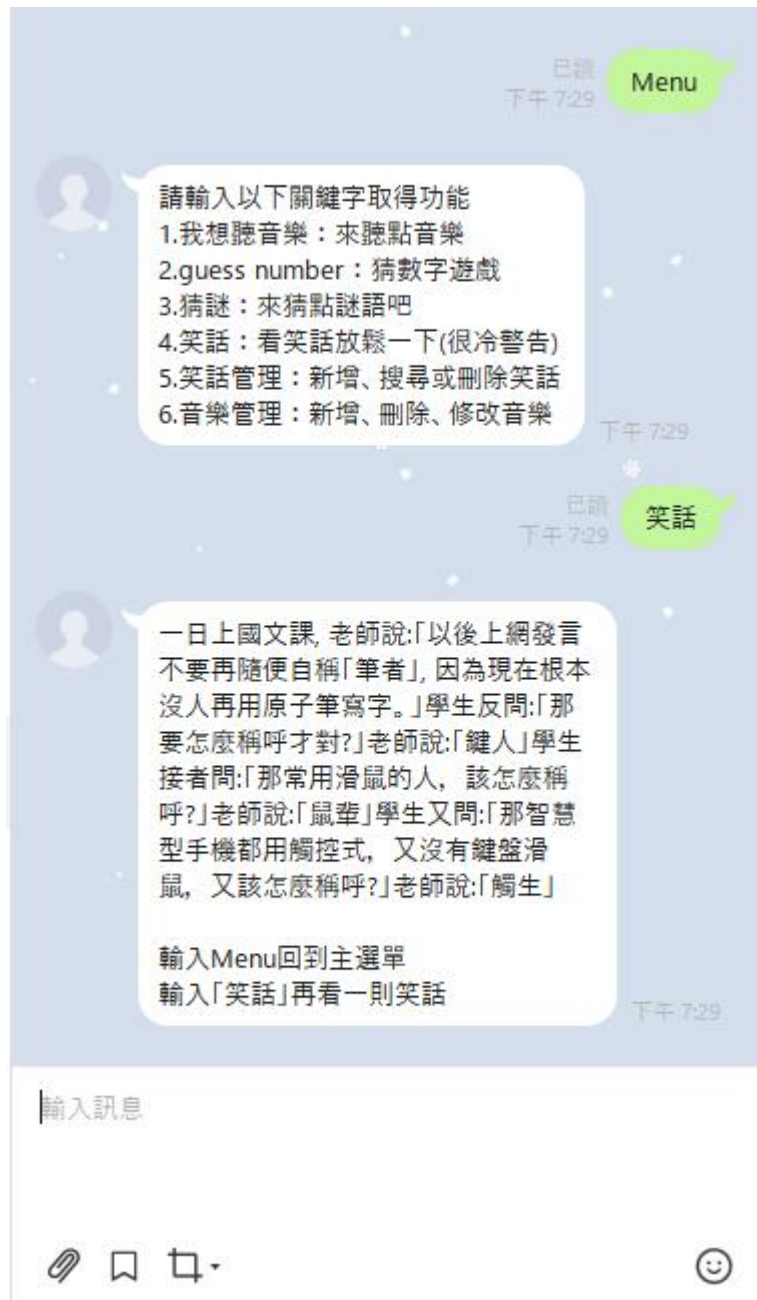 已讀
下午 7:29
Menu
請輸入以下關鍵字取得功能
1.我想聽音樂：來聽點音樂
2.guess number：猜數字遊戲
3.猜謎：來猜點謎語吧
4.笑話：看笑話放鬆一下(很冷警告)
5.笑話管理：新增、搜尋或刪除笑話
6.音樂管理：新增、刪除、修改音樂
下午 7:29
已讀
下午 7:29
笑話
一日上國文課, 老師說:「以後上網發言
不要再隨便自稱「筆者」, 因為現在根本
沒人再用原子筆寫字。」學生反問:「那
要怎麼稱呼才對?」老師說:「鍵人」學生
接者問:「那常用滑鼠的人，該怎麼稱
呼?」老師說:「鼠輩」學生又問:「那智慧
型手機都用觸控式，又沒有鍵盤滑
鼠，又該怎麼稱呼?」老師說:「觸生」
輸入Menu回到主選單
輸入「笑話」再看一則笑話
下午 7:29
輸入訊息